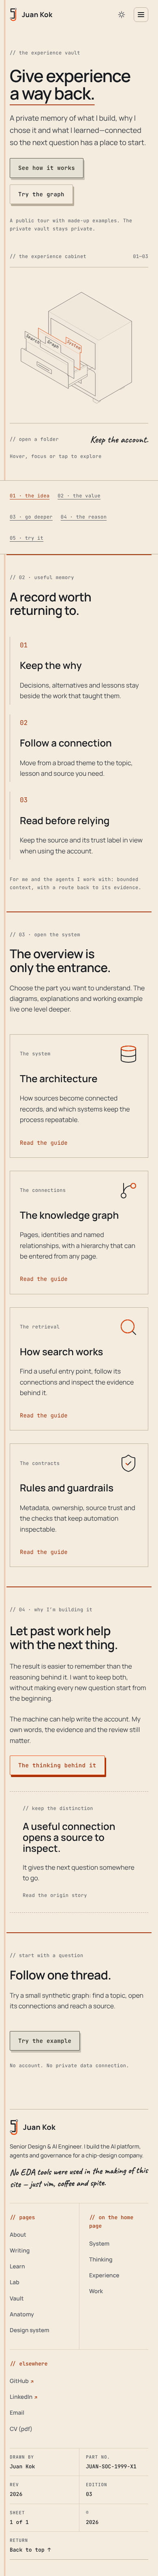 Juan Kok
// the experience vault
Give experience
a way back.
A private memory of what I build, why I
chose it and what I learned—connected
so the next question has a place to start.
See how it works
Try the graph
A public tour with made-up examples. The
private vault stays private.
// the experience cabinet 01—03
Source
Graph
System
// open a folder Keep the account.
Hover, focus or tap to explore
01 · the idea 02 · the value
03 · go deeper 04 · the reason
05 · try it
// 02 · useful memory
A record worth
returning to.
01
Keep the why
Decisions, alternatives and lessons stay
beside the work that taught them.
02
Follow a connection
Move from a broad theme to the topic,
lesson and source you need.
03
Read before relying
Keep the source and its trust label in view
when using the account.
For me and the agents I work with: bounded
context, with a route back to its evidence.
// 03 · open the system
The overview is
only the entrance.
Choose the part you want to understand. The
diagrams, explanations and working example
live one level deeper.
The system
The architecture
How sources become connected
records, and which systems keep the
process repeatable.
Read the guide
The connections
The knowledge graph
Pages, identities and named
relationships, with a hierarchy that can
be entered from any page.
Read the guide
The retrieval
How search works
Find a useful entry point, follow its
connections and inspect the evidence
behind it.
Read the guide
The contracts
Rules and guardrails
Metadata, ownership, source trust and
the checks that keep automation
inspectable.
Read the guide
// 04 · why I'm building it
Let past work help
with the next thing.
The result is easier to remember than the
reasoning behind it. I want to keep both,
without making every new question start from
the beginning.
The machine can help write the account. My
own words, the evidence and the review still
matter.
The thinking behind it
// keep the distinction
A useful connection
opens a source to
inspect.
It gives the next question somewhere
to go.
Read the origin story
// start with a question
Follow one thread.
Try a small synthetic graph: find a topic, open
its connections and reach a source.
Try the example
No account. No private data connection.
Juan Kok
Senior Design & AI Engineer. I build the AI platform,
agents and governance for a chip-design company.
No EDA tools were used in the making of this
site — just vim, coffee and spite.
// pages
About
Writing
Learn
Lab
Vault
Anatomy
Design system
// on the home
page
System
Thinking
Experience
Work
// elsewhere
GitHub ↗
LinkedIn ↗
Email
CV (pdf)
DRAWN BY
Juan Kok
PART NO.
JUAN-SOC-1999-X1
REV
2026
EDITION
03
SHEET
1 of 1
©
2026
RETURN
Back to top ↑